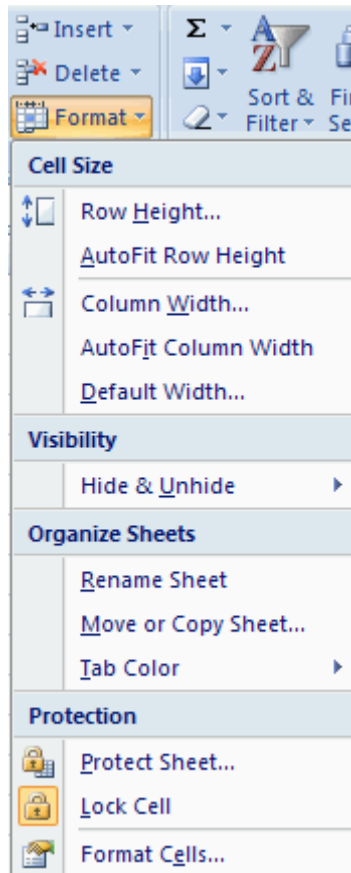 Insert
Σ
Delete
Sort &
Filter
Format
Cell Size
Row Height...
AutoFit Row Height
Column Width...
AutoFit Column Width
Default Width...
Visibility
Hide & Unhide
Organize Sheets
Rename Sheet
Move or Copy Sheet...
Tab Color
Protection
Protect Sheet...
Lock Cell
Format Cells...